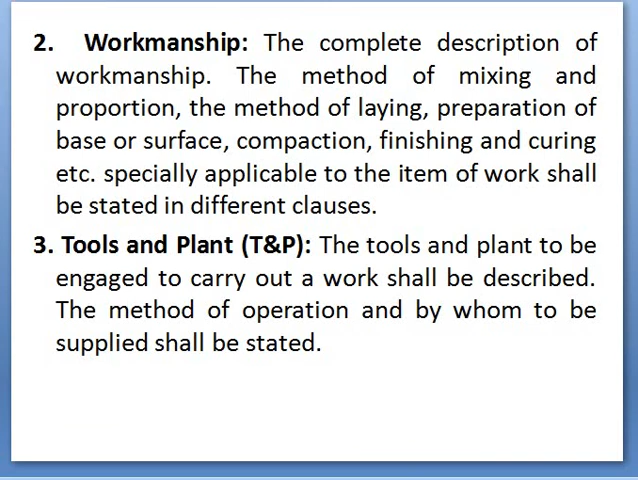 2. Workmanship: The complete description of
workmanship. The method of mixing and
proportion, the method of laying, preparation of
base or surface, compaction, finishing and curing
etc. specially applicable to the item of work shall
be stated in different clauses.
3. Tools and Plant (T&P): The tools and plant to be
engaged to carry out a work shall be described.
The method of operation and by whom to be
supplied shall be stated.